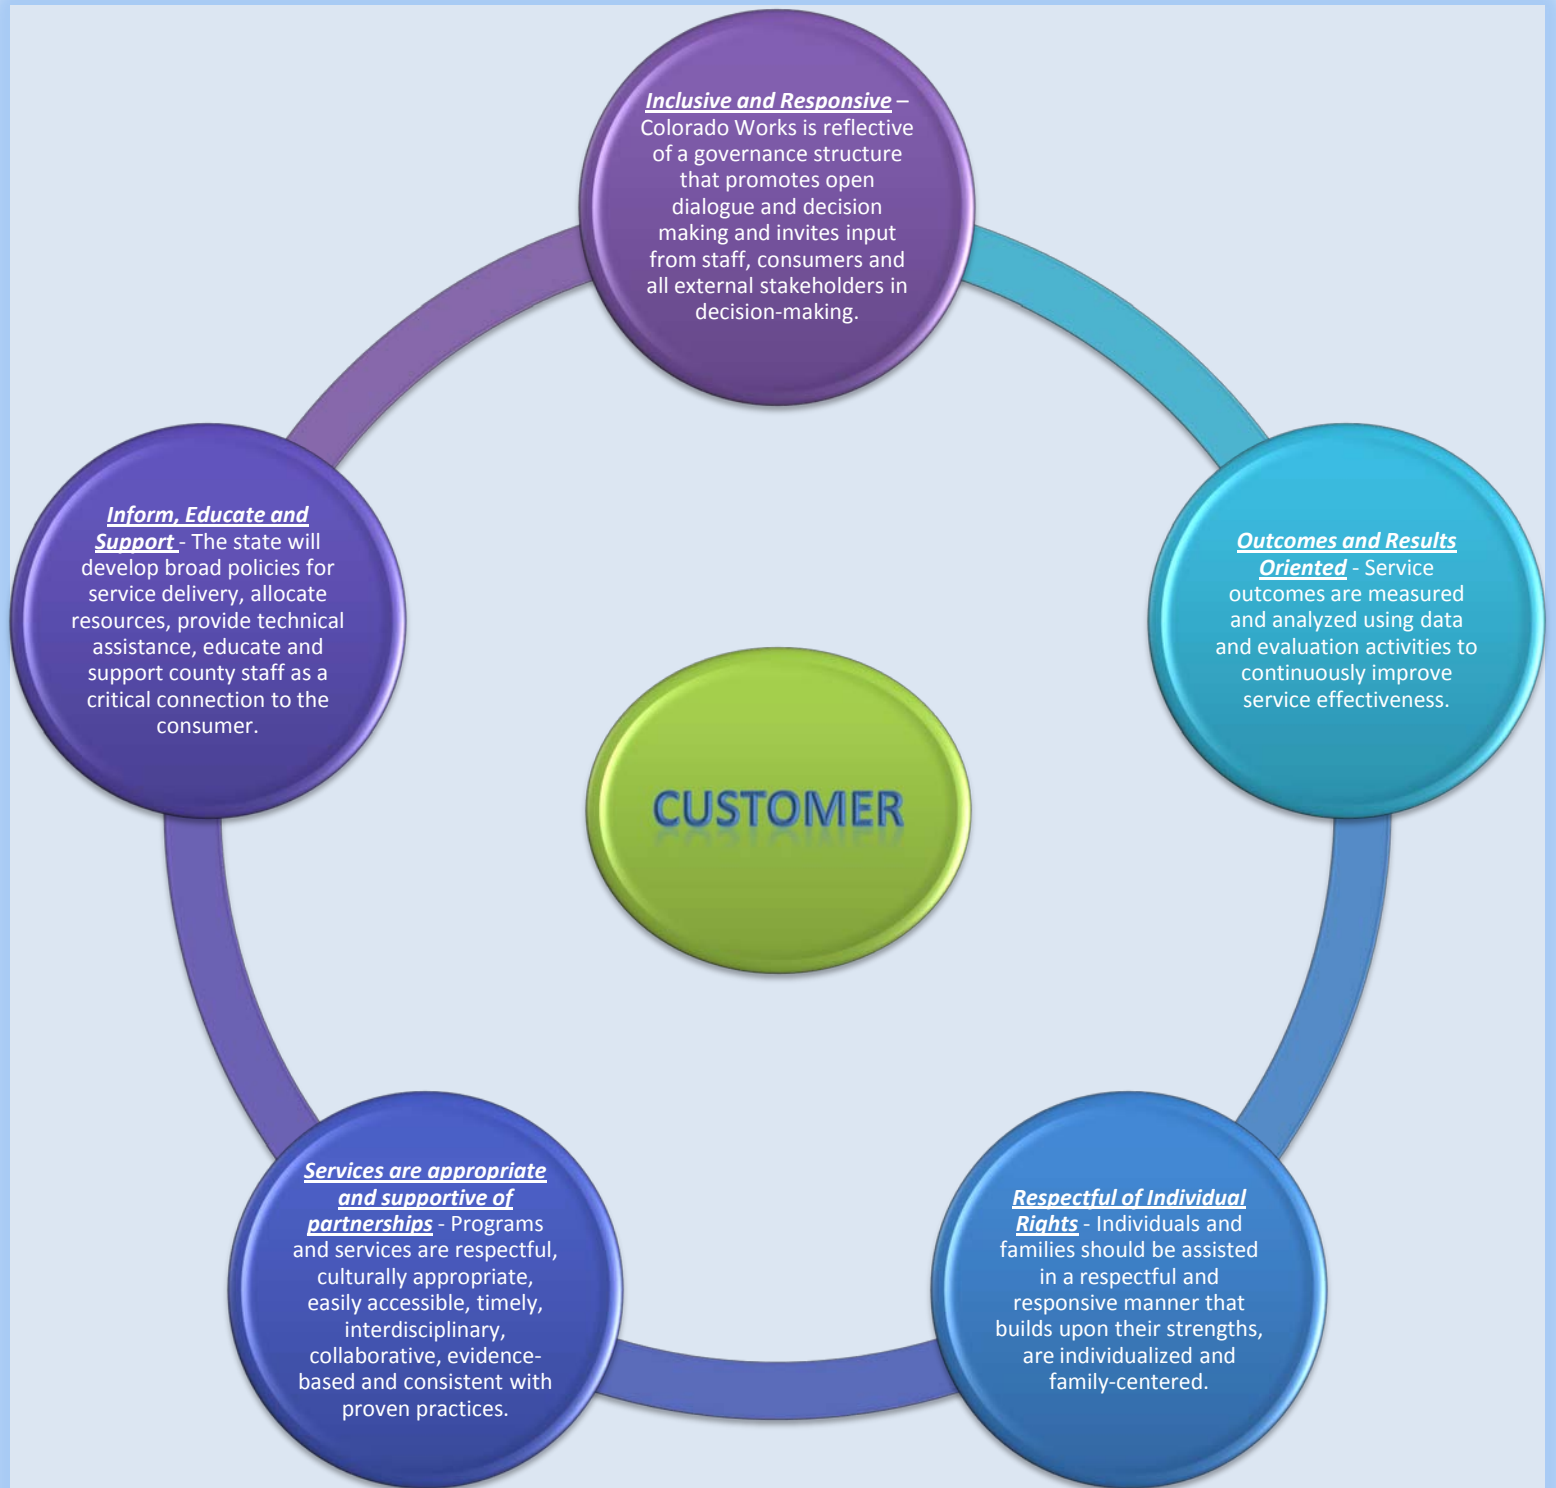 Inclusive and Responsive –
Colorado Works is reflective
of a governance structure
that promotes open
dialogue and decision
making and invites input
from staff, consumers and
all external stakeholders in
decision-making.
Outcomes and Results
Oriented - Service
outcomes are measured
and analyzed using data
and evaluation activities to
continuously improve
service effectiveness.
Respectful of Individual
Rights - Individuals and
families should be assisted
in a respectful and
responsive manner that
builds upon their strengths,
are individualized and
family-centered.
Services are appropriate
and supportive of
partnerships - Programs
and services are respectful,
culturally appropriate,
easily accessible, timely,
interdisciplinary,
collaborative, evidence-
based and consistent with
proven practices.
Inform, Educate and
Support - The state will
develop broad policies for
service delivery, allocate
resources, provide technical
assistance, educate and
support county staff as a
critical connection to the
consumer.
CUSTOMER